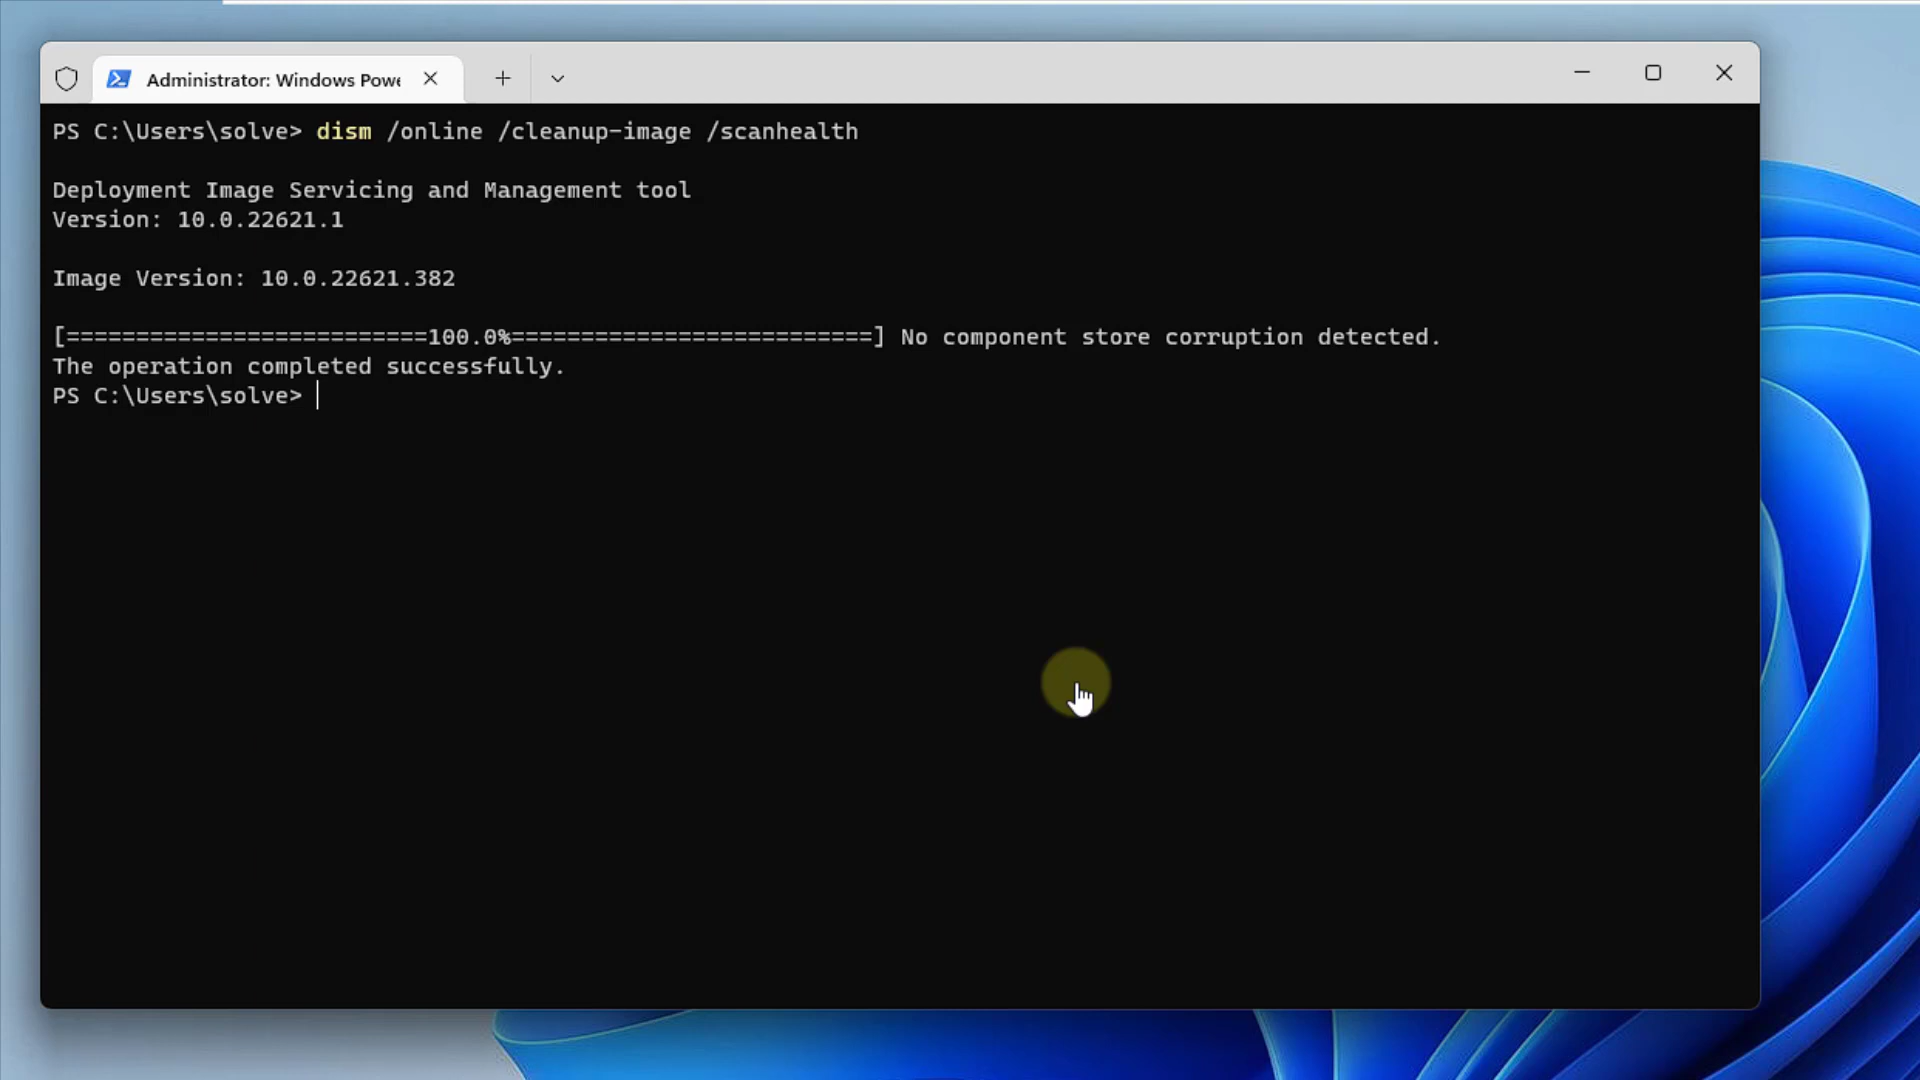 Administrator: Windows Powe
PS C:\Users\solve> dism /online /cleanup-image /scanhealth
Deployment Image Servicing and Management tool
Version: 10.0.22621.1
Image Version: 10.0.22621.382
[==========================100.0%==========================] No component store corruption detected.
The operation completed successfully.
PS C:\Users\solve>